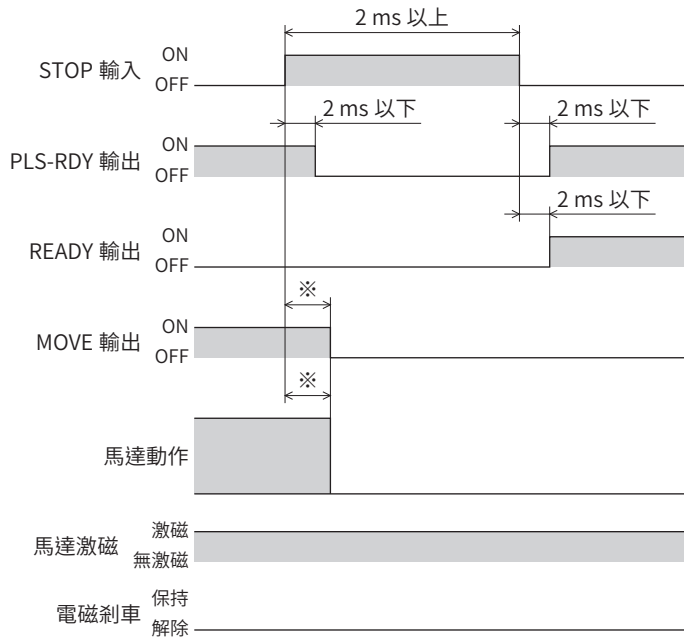 2 ms 以上
STOP 輸入
ON
OFF
2 ms 以下
2 ms 以下
PLS-RDY 輸出
ON
OFF
2 ms 以下
READY 輸出
ON
OFF
※
MOVE 輸出
ON
OFF
※
馬達動作
馬達激磁
激磁
無激磁
電磁剎車
保持
解除